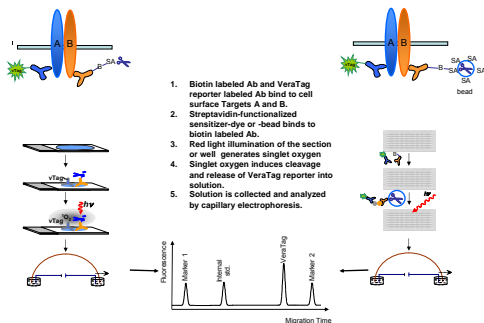 A B
A B
SA
SA
SA
SA
SA
vTag
B
SA
vTag
B
bead
1. Biotin labeled Ab and VeraTag
reporter labeled Ab bind to cell
surface Targets A and B.
2. Streptavidin-functionalized
sensitizer-dye or -bead binds to
biotin labeled Ab.
3. Red light illumination of the section
or well generates singlet oxygen
4. Singlet oxygen induces cleavage
and release of VeraTag reporter into
solution.
5. Solution is collected and analyzed
by capillary electrophoresis.
vTag
hν
¹O₂
vTag
hν
Fluorescence
Marker 1
Internal
std.
VeraTag
Marker 2
Migration Time